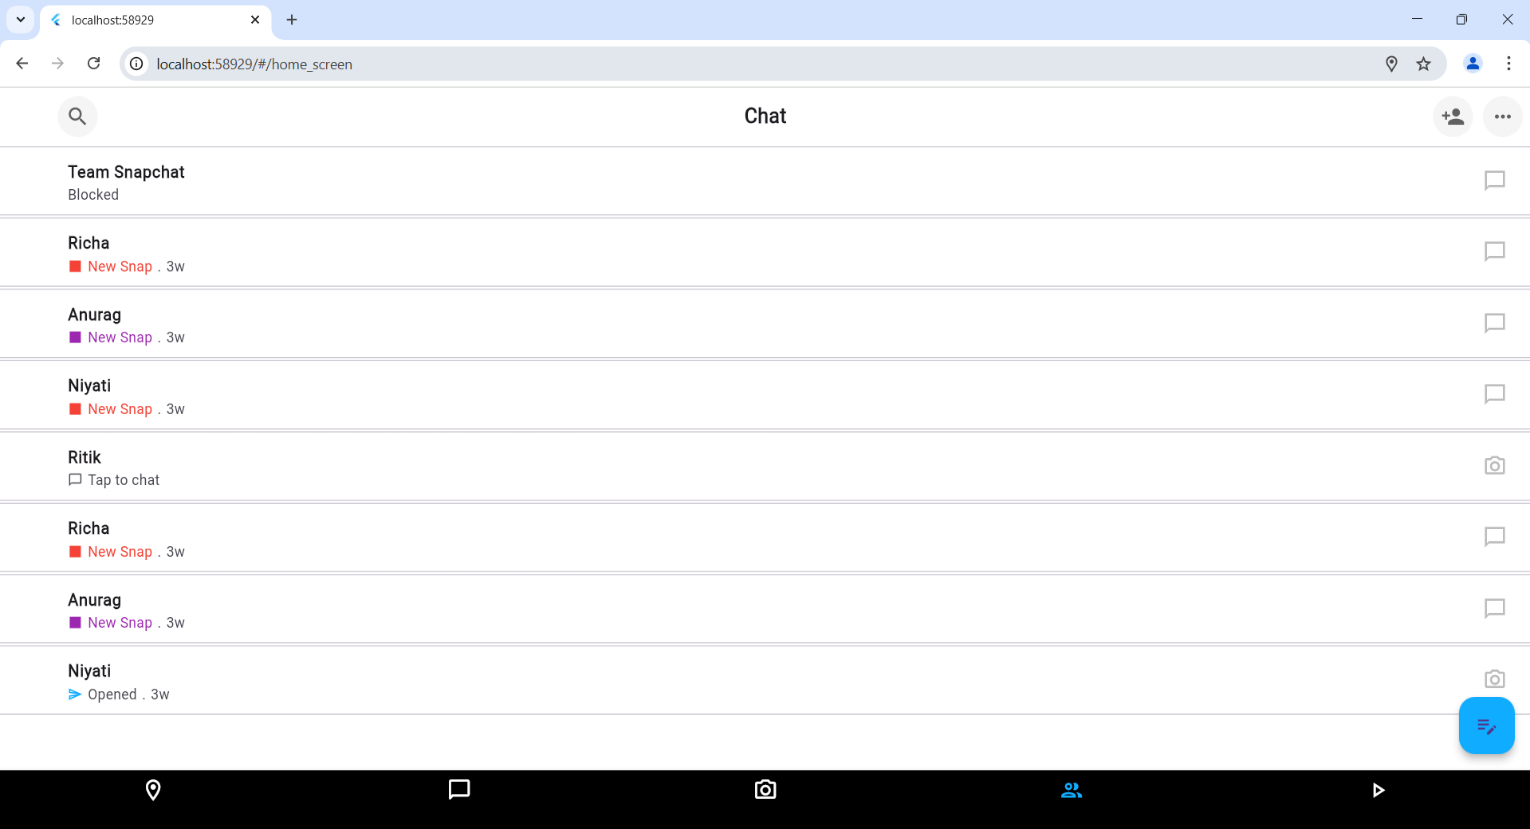 localhost:58929
localhost:58929/#/home_screen
Chat
Team Snapchat
Blocked
Richa
New Snap . 3w
Anurag
New Snap . 3w
Niyati
New Snap . 3w
Ritik
Tap to chat
Richa
New Snap . 3w
Anurag
New Snap . 3w
Niyati
Opened . 3w